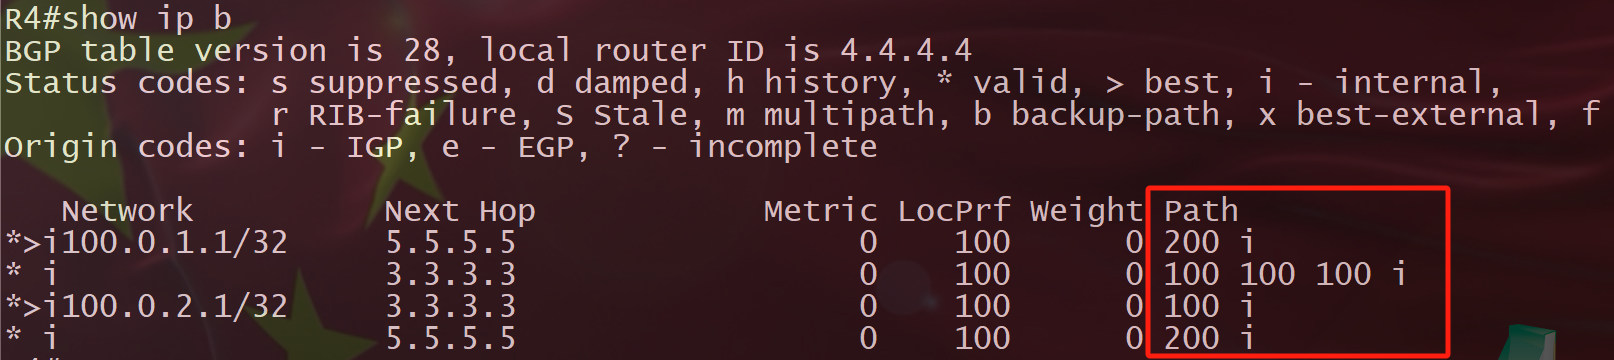 R4#show ip b
BGP table version is 28, local router ID is 4.4.4.4
Status codes: s suppressed, d damped, h history, * valid, > best, i - internal,
              r RIB-failure, S Stale, m multipath, b backup-path, x best-external, f
Origin codes: i - IGP, e - EGP, ? - incomplete
   Network          Next Hop            Metric LocPrf Weight Path
*>i100.0.1.1/32     5.5.5.5                  0    100      0 200 i
* i                 3.3.3.3                  0    100      0 100 100 100 i
*>i100.0.2.1/32     3.3.3.3                  0    100      0 100 i
* i                 5.5.5.5                  0    100      0 200 i